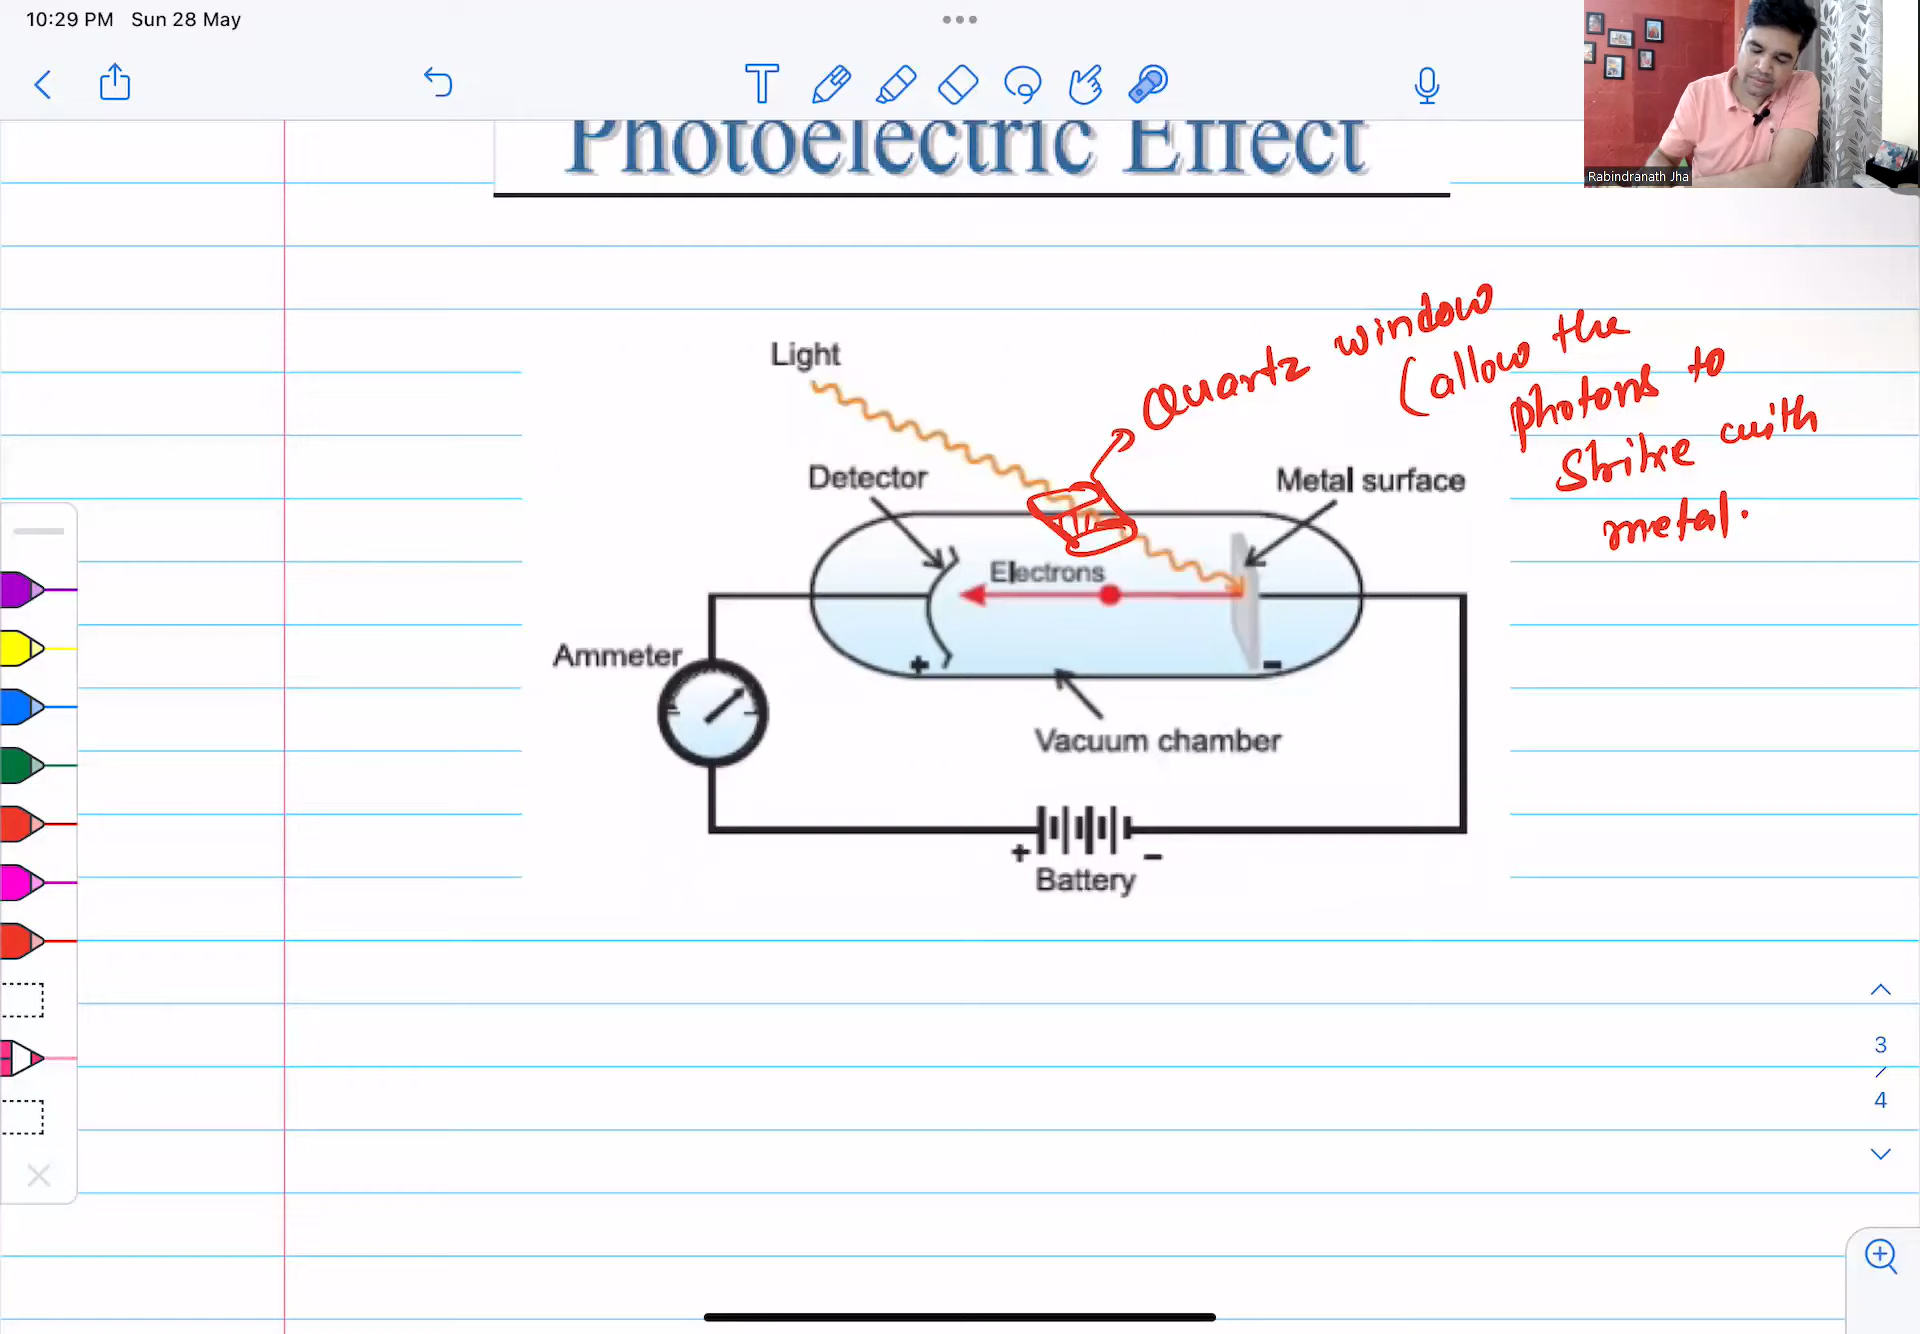 10:29 PM Sun 28 May
Rabindranath Jha
Photoelectric Effect
Light
Quartz window
(allow the
photons to
strike with
metal.
Detector
Metal surface
Electrons
Ammeter
+ -
Vacuum chamber
+ -
Battery
3
/
4